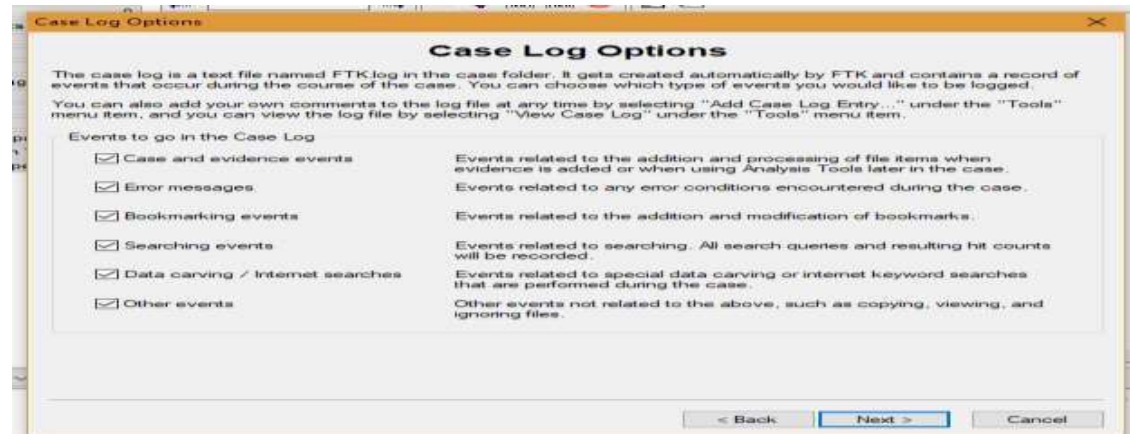 Case Log Options
Case Log Options
The case log is a text file named FTK.log in the case folder. It gets created automatically by FTK and contains a record of
events that occur during the course of the case. You can choose which type of events you would like to be logged.
You can also add your own comments to the log file at any time by selecting "Add Case Log Entry..." under the "Tools"
menu item, and you can view the log file by selecting "View Case Log" under the "Tools" menu item.
Events to go in the Case Log
Case and evidence events
Events related to the addition and processing of file items when
evidence is added or when using Analysis Tools later in the case.
Error messages
Events related to any error conditions encountered during the case.
Bookmarking events
Events related to the addition and modification of bookmarks.
Searching events
Events related to searching. All search queries and resulting hit counts
will be recorded.
Data carving / Internet searches
Events related to special data carving or internet keyword searches
that are performed during the case.
Other events
Other events not related to the above, such as copying, viewing, and
ignoring files.
< Back
Next >
Cancel